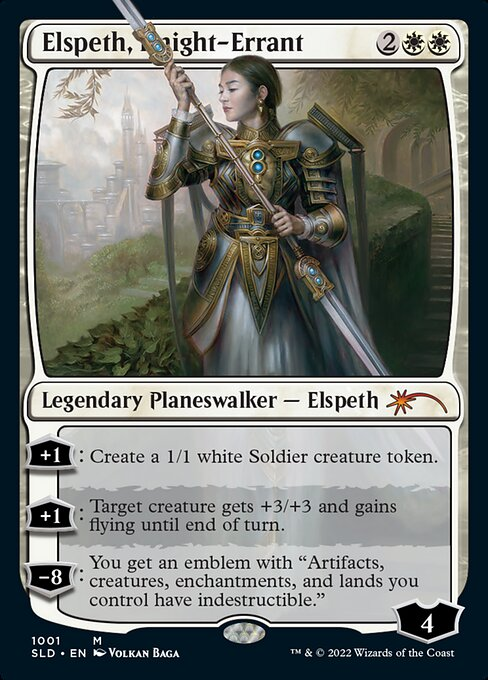 Elspeth, Knight-Errant 2
Legendary Planeswalker — Elspeth
+1 : Create a 1/1 white Soldier creature token.
+1 : Target creature gets +3/+3 and gains
flying until end of turn.
−8 : You get an emblem with “Artifacts,
creatures, enchantments, and lands you
control have indestructible.”
4
1001 M
SLD • EN Volkan Baga
™ & © 2022 Wizards of the Coast